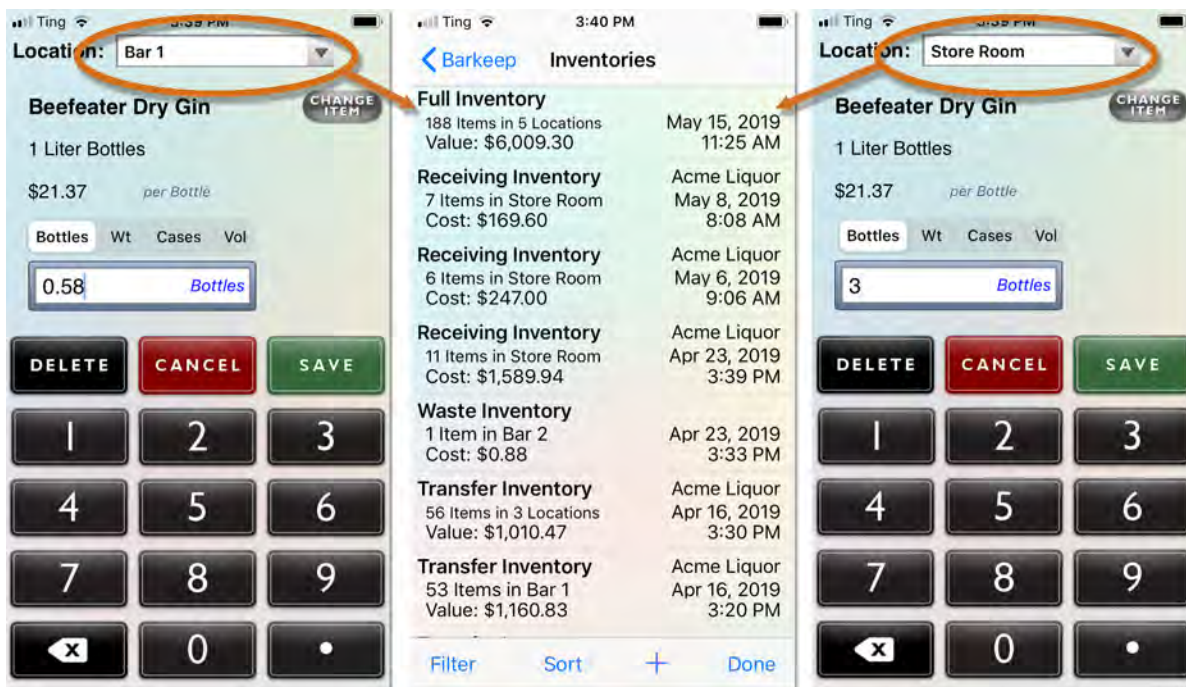 Ting 3:39 PM
Location: Bar 1
Beefeater Dry Gin
CHANGE ITEM
1 Liter Bottles
$21.37 per Bottle
Bottles Wt Cases Vol
0.58 Bottles
DELETE CANCEL SAVE
1 2 3
4 5 6
7 8 9
X 0 .
Ting 3:40 PM
Barkeep Inventories
Full Inventory
188 Items in 5 Locations May 15, 2019
Value: $6,009.30 11:25 AM
Receiving Inventory Acme Liquor
7 Items in Store Room May 8, 2019
Cost: $169.60 8:08 AM
Receiving Inventory Acme Liquor
6 Items in Store Room May 6, 2019
Cost: $247.00 9:06 AM
Receiving Inventory Acme Liquor
11 Items in Store Room Apr 23, 2019
Cost: $1,589.94 3:39 PM
Waste Inventory
1 Item in Bar 2 Apr 23, 2019
Cost: $0.88 3:33 PM
Transfer Inventory Acme Liquor
56 Items in 3 Locations Apr 16, 2019
Value: $1,010.47 3:30 PM
Transfer Inventory Acme Liquor
53 Items in Bar 1 Apr 16, 2019
Value: $1,160.83 3:20 PM
Filter Sort + Done
Ting 3:39 PM
Location: Store Room
Beefeater Dry Gin
CHANGE ITEM
1 Liter Bottles
$21.37 per Bottle
Bottles Wt Cases Vol
3 Bottles
DELETE CANCEL SAVE
1 2 3
4 5 6
7 8 9
X 0 .